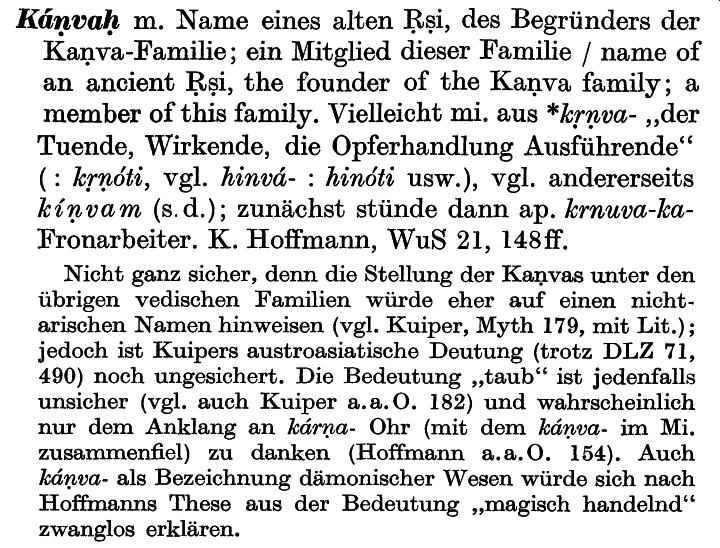 Káṇvaḥ m. Name eines alten Ṛṣi, des Begründers der
Kaṇva-Familie; ein Mitglied dieser Familie / name of
an ancient Ṛṣi, the founder of the Kaṇva family; a
member of this family. Vielleicht mi. aus *kṛṇva- „der
Tuende, Wirkende, die Opferhandlung Ausführende“
( : kṛṇóti, vgl. hinvá- : hinóti usw.), vgl. andererseits
kíṇvam (s. d.); zunächst stünde dann ap. krnuva-ka-
Fronarbeiter. K. Hoffmann, WuS 21, 148ff.
Nicht ganz sicher, denn die Stellung der Kaṇvas unter den
übrigen vedischen Familien würde eher auf einen nicht-
arischen Namen hinweisen (vgl. Kuiper, Myth 179, mit Lit.);
jedoch ist Kuipers austroasiatische Deutung (trotz DLZ 71,
490) noch ungesichert. Die Bedeutung „taub“ ist jedenfalls
unsicher (vgl. auch Kuiper a. a. O. 182) und wahrscheinlich
nur dem Anklang an kárṇa- Ohr (mit dem káṇva- im Mi.
zusammenfiel) zu danken (Hoffmann a. a. O. 154). Auch
káṇva- als Bezeichnung dämonischer Wesen würde sich nach
Hoffmanns These aus der Bedeutung „magisch handelnd“
zwanglos erklären.